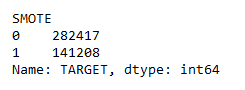 SMOTE
0    282417
1    141208
Name: TARGET, dtype: int64